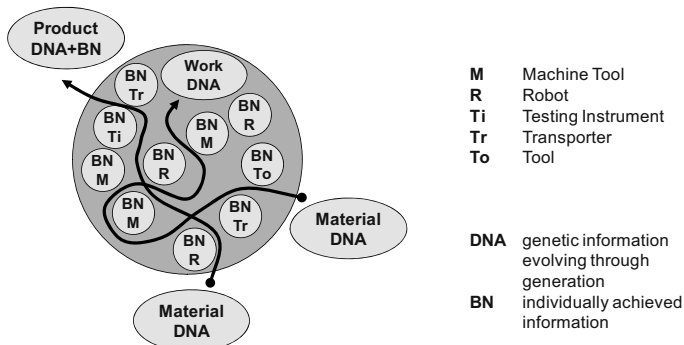 Product
DNA+BN
BN
Tr
Work
DNA
BN
Ti
BN
R
BN
M
BN
M
BN
R
BN
To
BN
M
BN
Tr
BN
R
Material
DNA
Material
DNA
M Machine Tool
R Robot
Ti Testing Instrument
Tr Transporter
To Tool
DNA genetic information
evolving through
generation
BN individually achieved
information